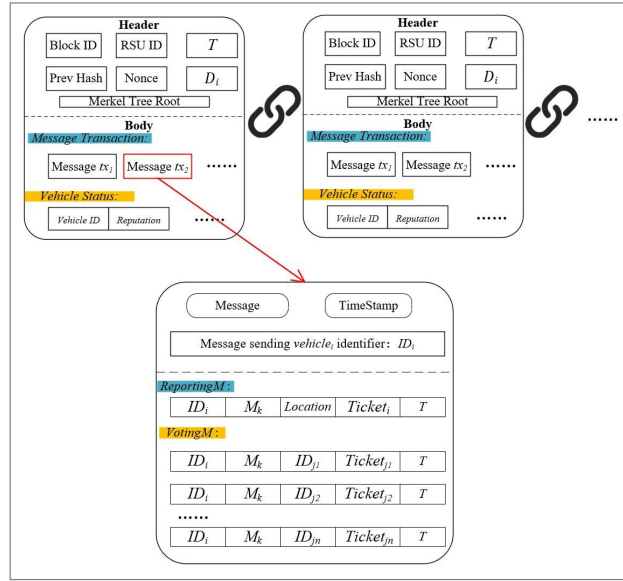 Header
Block ID RSU ID T
Prev Hash Nonce D_i
Merkel Tree Root
Body
Message Transaction:
Message tx_1 Message tx_2 ······
Vehicle Status:
Vehicle ID Reputation ······
Header
Block ID RSU ID T
Prev Hash Nonce D_i
Merkel Tree Root
Body
Message Transaction:
Message tx_1 Message tx_2 ······
Vehicle Status:
Vehicle ID Reputation ······
······
Message TimeStamp
Message sending vehicle_i identifier: ID_i
ReportingM:
ID_i M_k Location Ticket_i T
VotingM:
ID_i M_k ID_j1 Ticket_j1 T
ID_i M_k ID_j2 Ticket_j2 T
······
ID_i M_k ID_jn Ticket_jn T